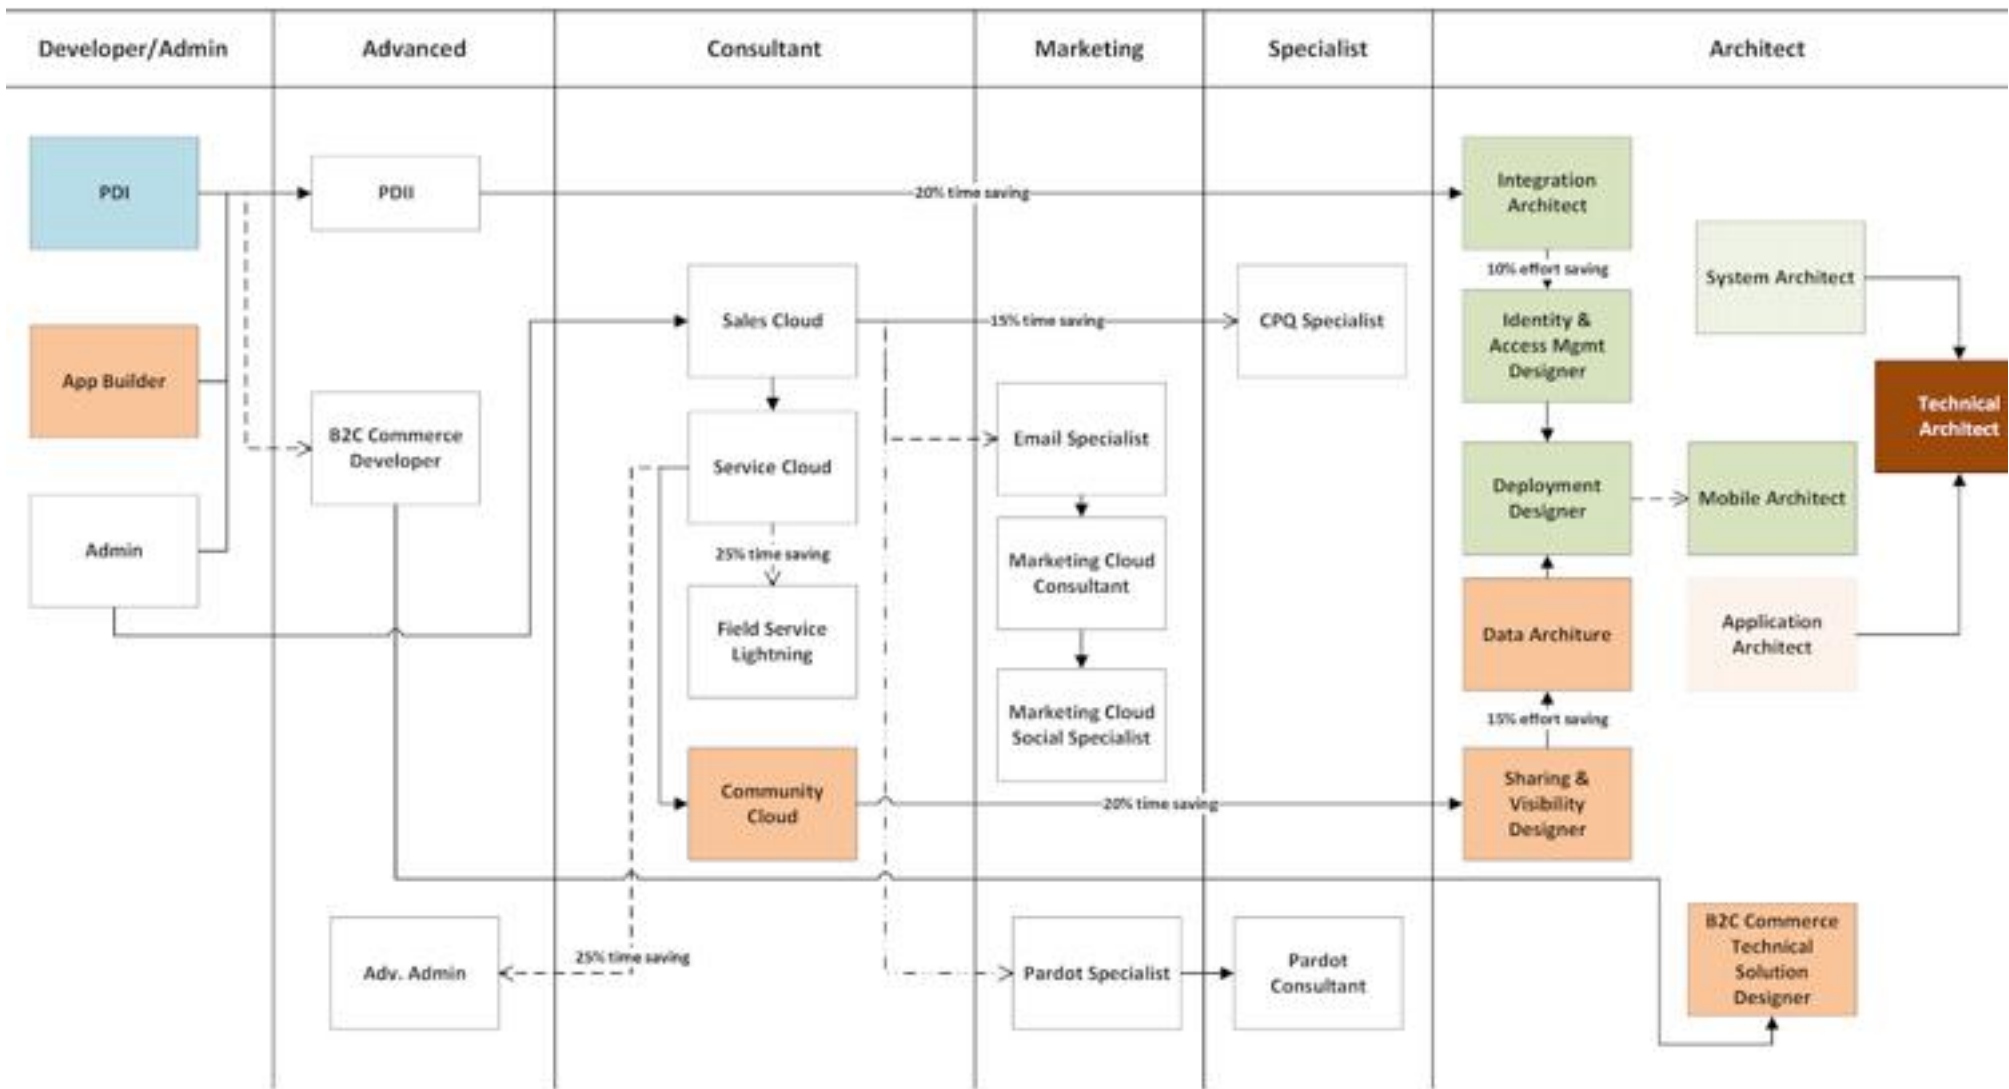 Developer/Admin
Advanced
Consultant
Marketing
Specialist
Architect
PDI
PDII
20% time saving
Integration
Architect
10% effort saving
System Architect
App Builder
Sales Cloud
15% time saving
CPQ Specialist
Identity &
Access Mgmt
Designer
Technical
Architect
B2C Commerce
Developer
Service Cloud
Email Specialist
Deployment
Designer
Mobile Architect
Admin
25% time saving
Marketing Cloud
Consultant
Field Service
Lightning
Data Architure
Application
Architect
Marketing Cloud
Social Specialist
15% effort saving
Community
Cloud
20% time saving
Sharing &
Visibility
Designer
Adv. Admin
25% time saving
Pardot Specialist
Pardot
Consultant
B2C Commerce
Technical
Solution
Designer